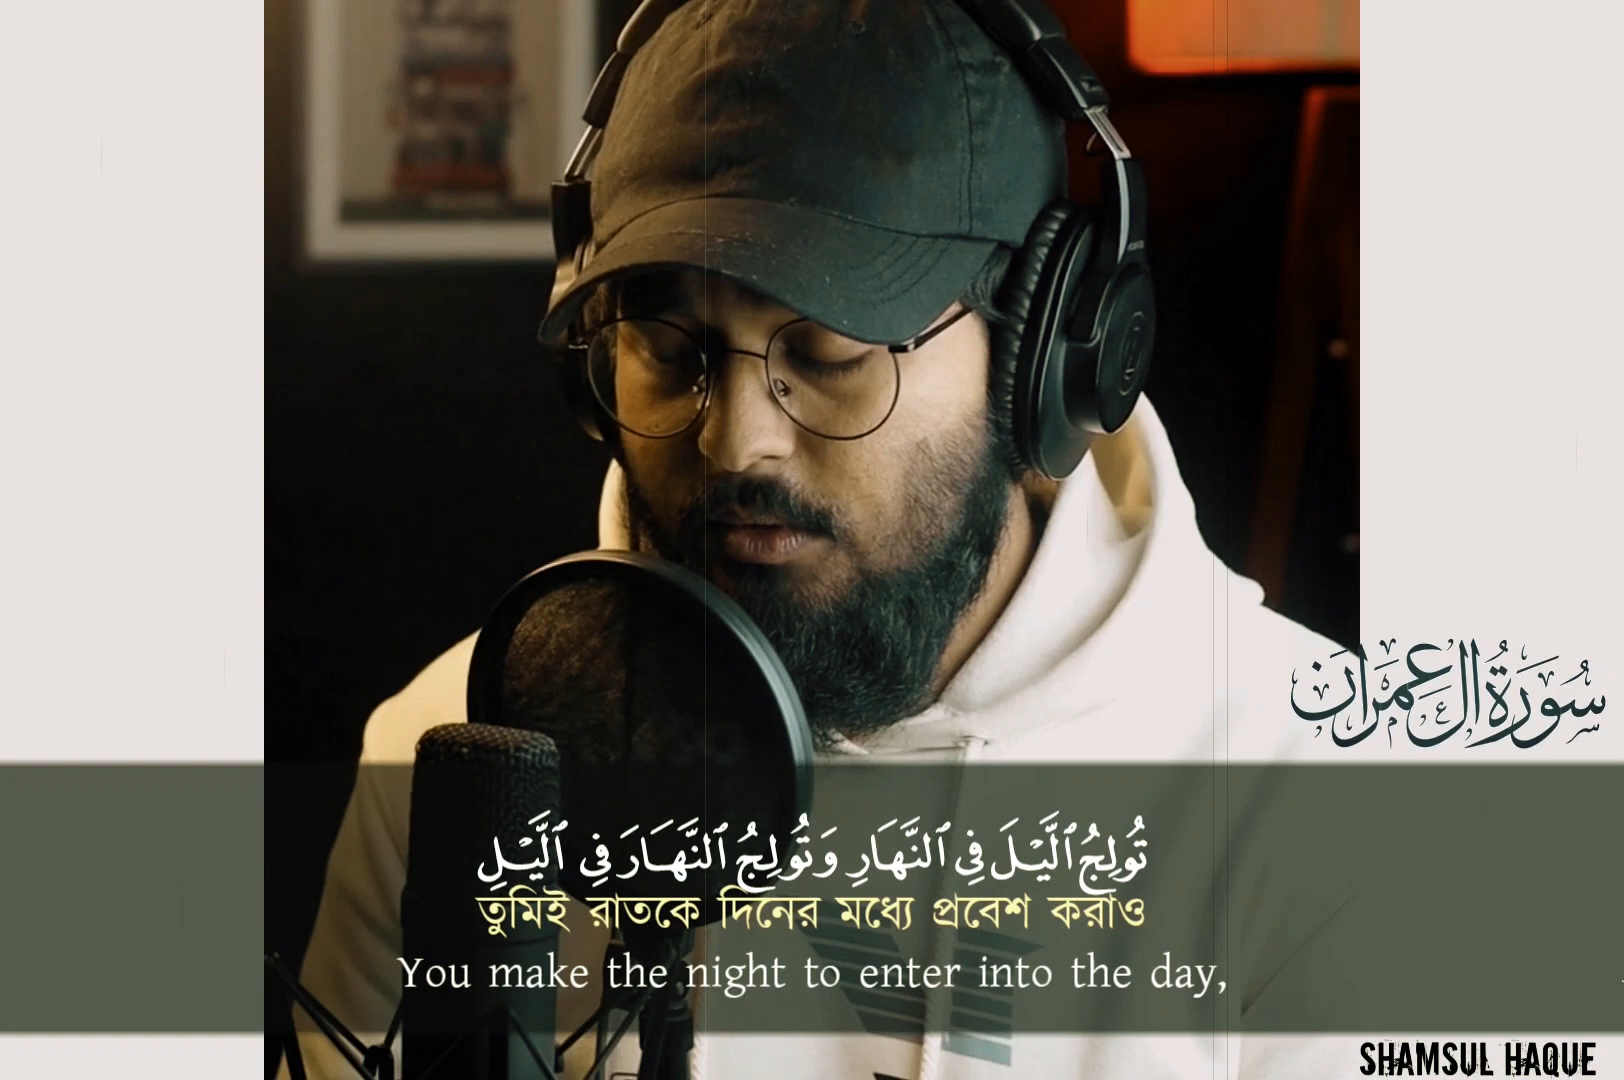 سُورَةُ آلِ عِمْرَان
تُولِجُ ٱلَّيْلَ فِى ٱلنَّهَارِ وَتُولِجُ ٱلنَّهَارَ فِى ٱلَّيْلِ
তুমিই রাতকে দিনের মধ্যে প্রবেশ করাও
You make the night to enter into the day,
SHAMSUL HAQUE